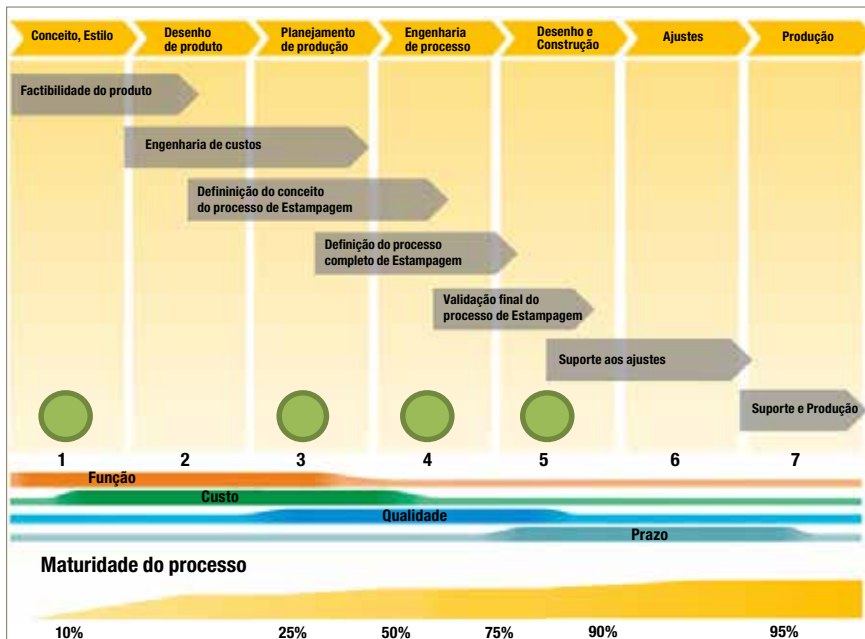 Conceito, Estilo
Desenho
de produto
Planejamento
de produção
Engenharia
de processo
Desenho e
Construção
Ajustes
Produção
Factibilidade do produto
Engenharia de custos
Defininição do conceito
do processo de Estampagem
Definição do processo
completo de Estampagem
Validação final do
processo de Estampagem
Suporte aos ajustes
Suporte e Produção
1 2 3 4 5 6 7
Função
Custo
Qualidade
Prazo
Maturidade do processo
10% 25% 50% 75% 90% 95%